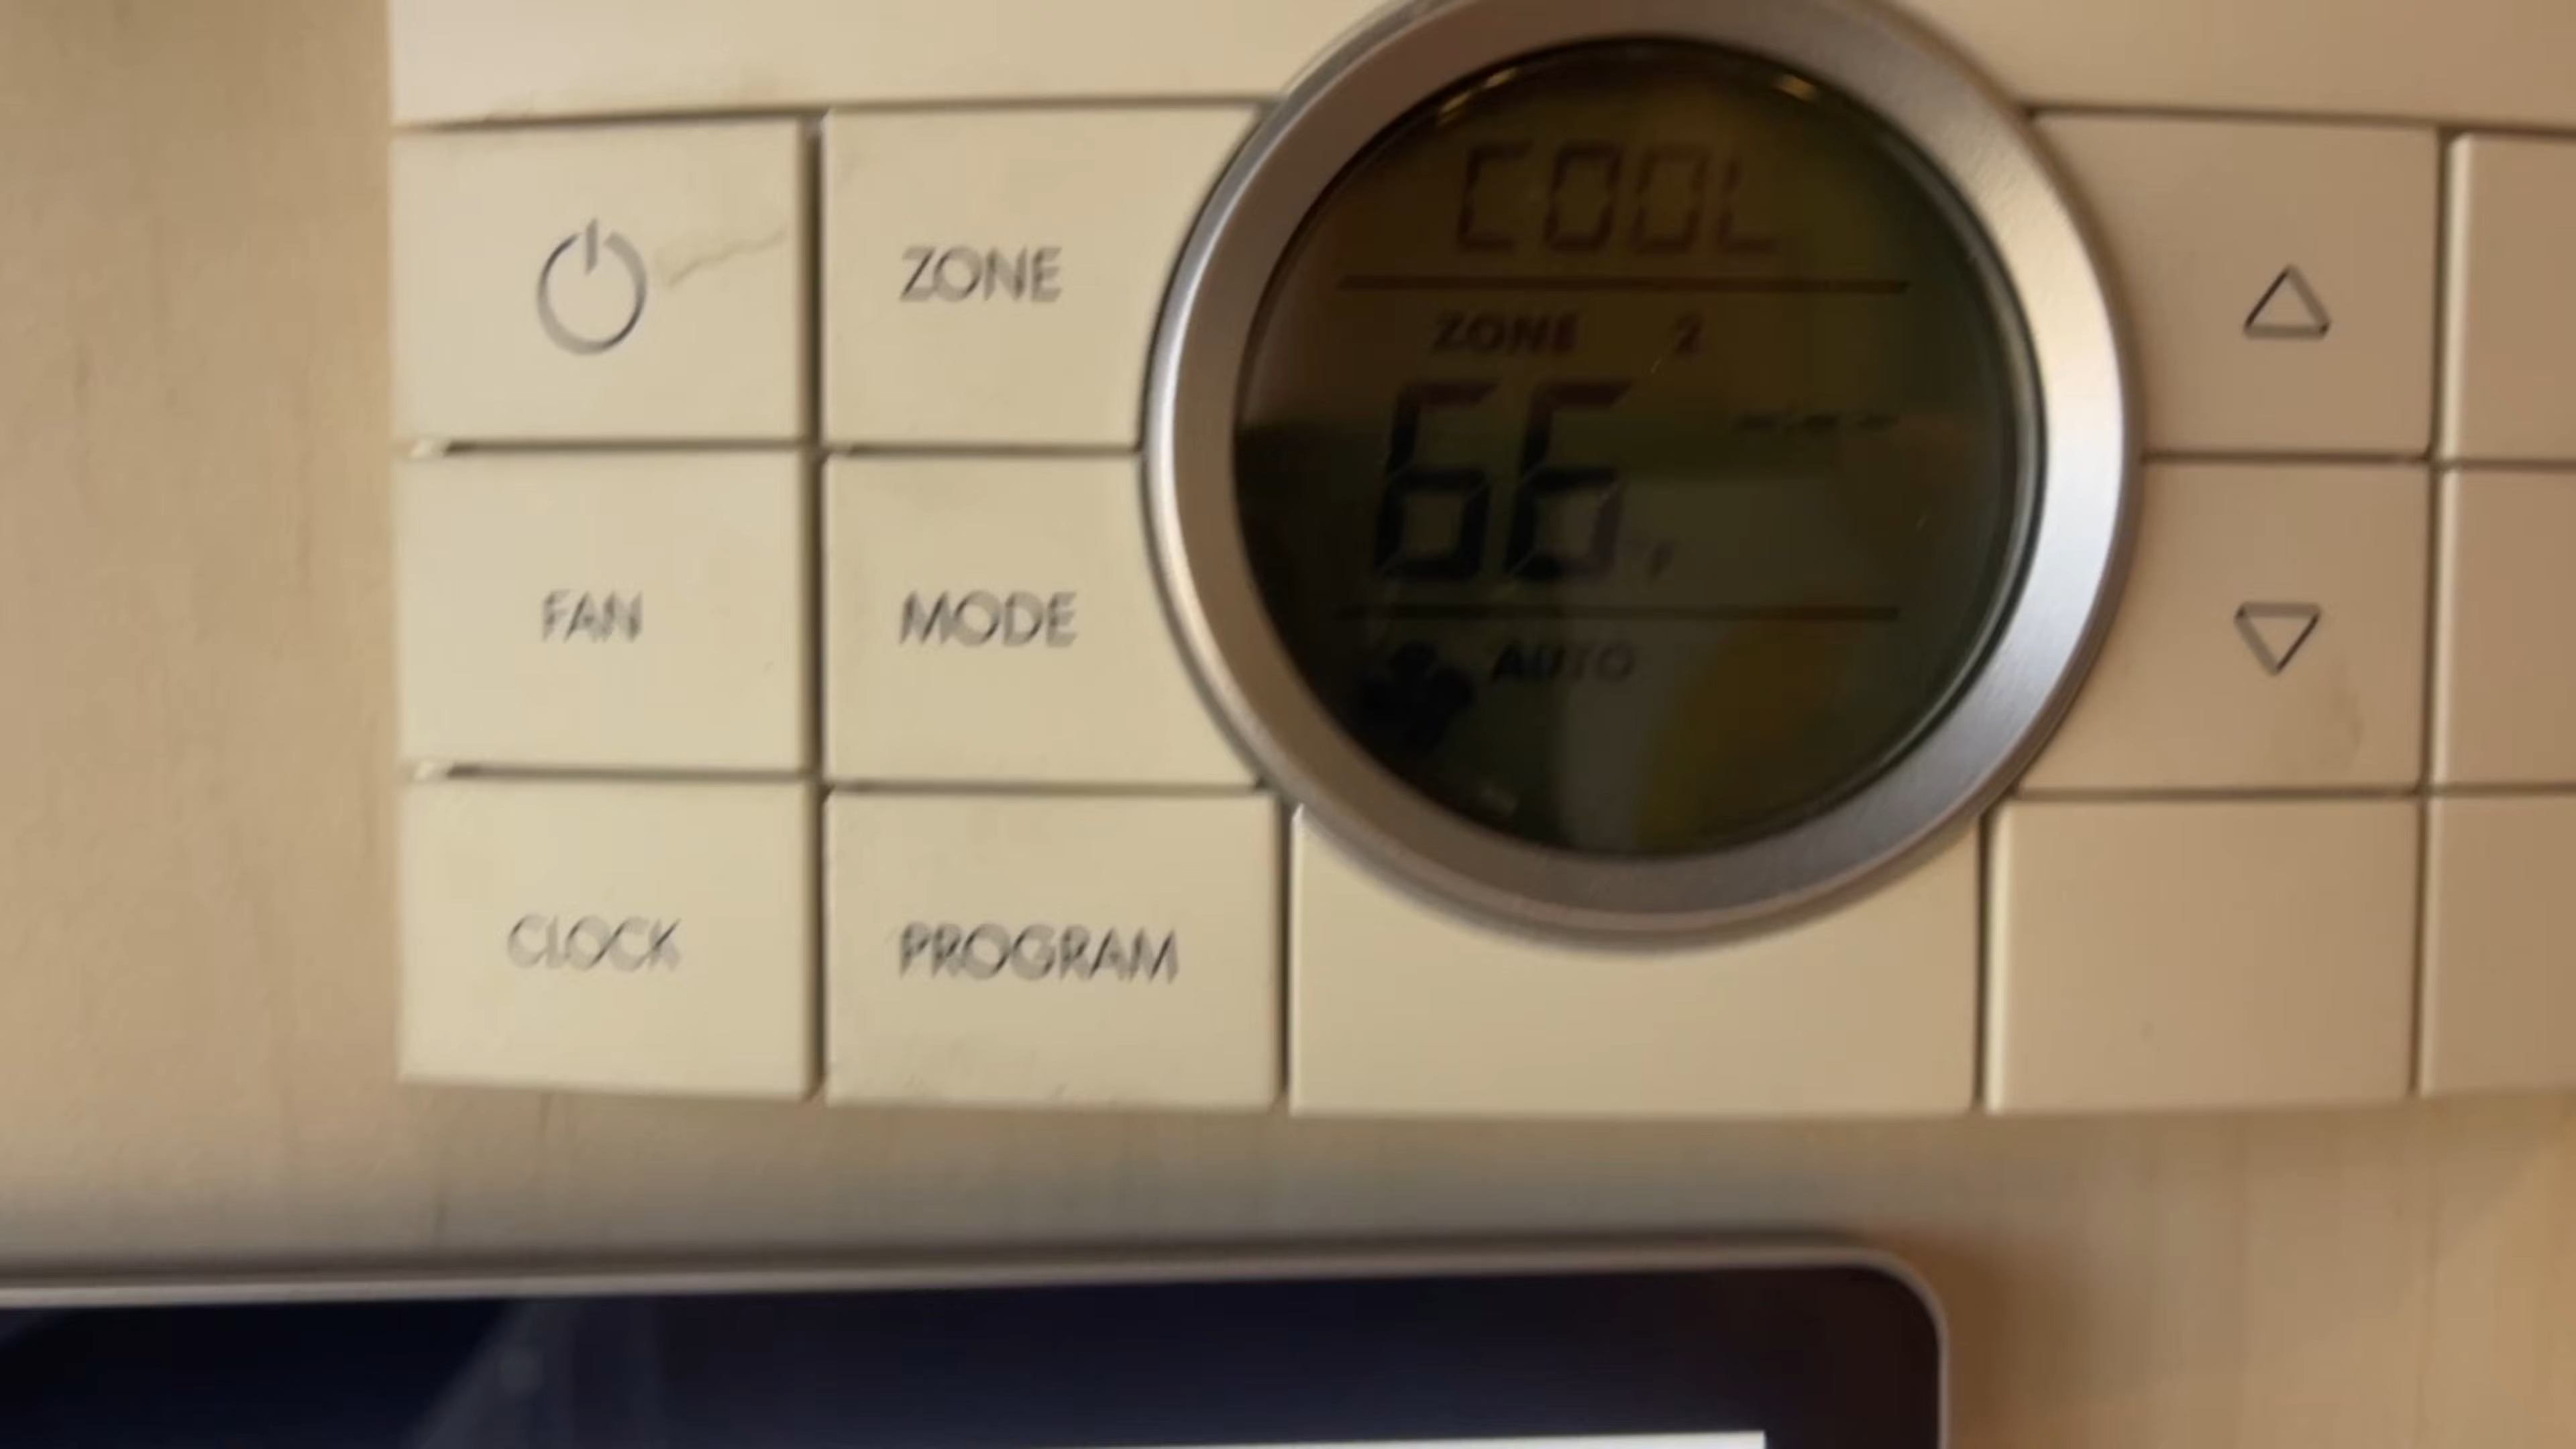 COOL
ZONE
ZONE 2
66 F
FAN
MODE
AUTO
CLOCK
PROGRAM